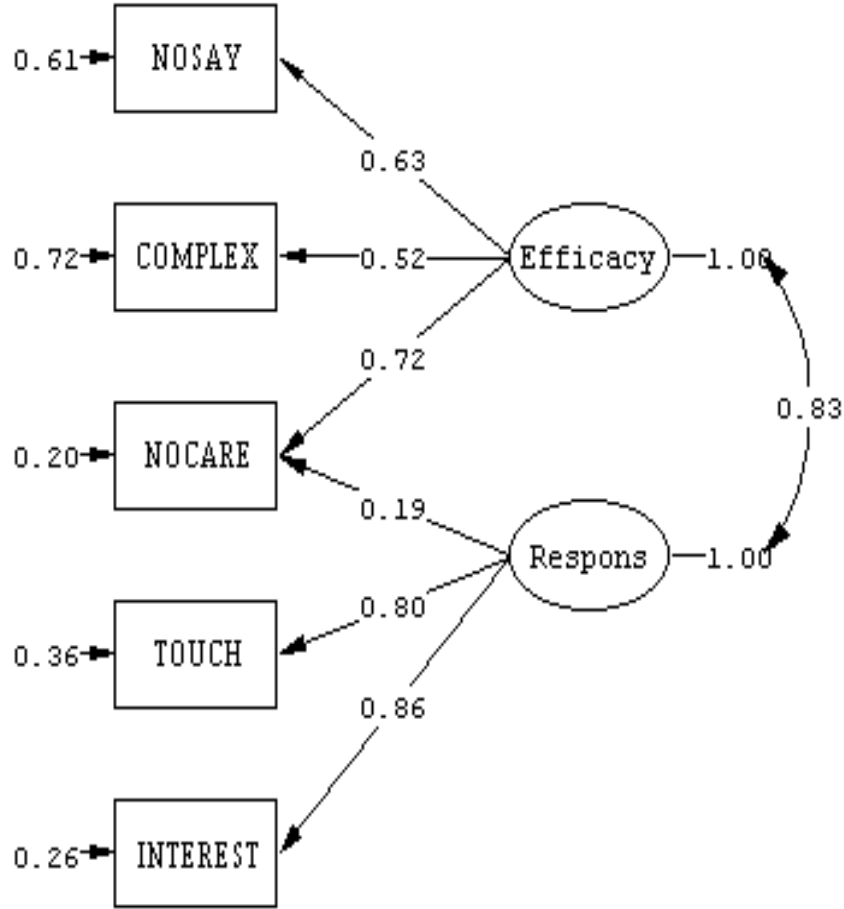 0.61 NOSAY
0.63
0.72 COMPLEX 0.52 Efficacy 1.00
0.72
0.83
0.20 NOCARE
0.19
Respons 1.00
0.80
0.36 TOUCH
0.86
0.26 INTEREST